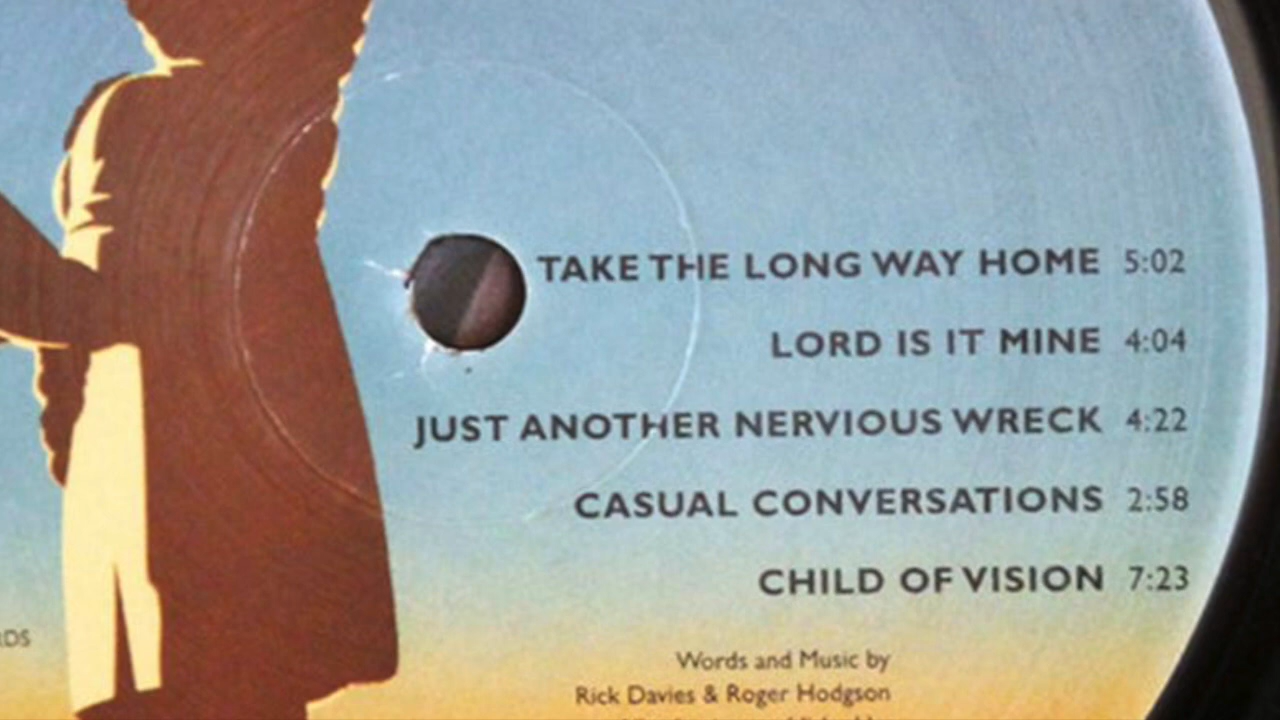 TAKE THE LONG WAY HOME 5:02
LORD IS IT MINE 4:04
JUST ANOTHER NERVIOUS WRECK 4:22
CASUAL CONVERSATIONS 2:58
CHILD OF VISION 7:23
Words and Music by
Rick Davies & Roger Hodgson